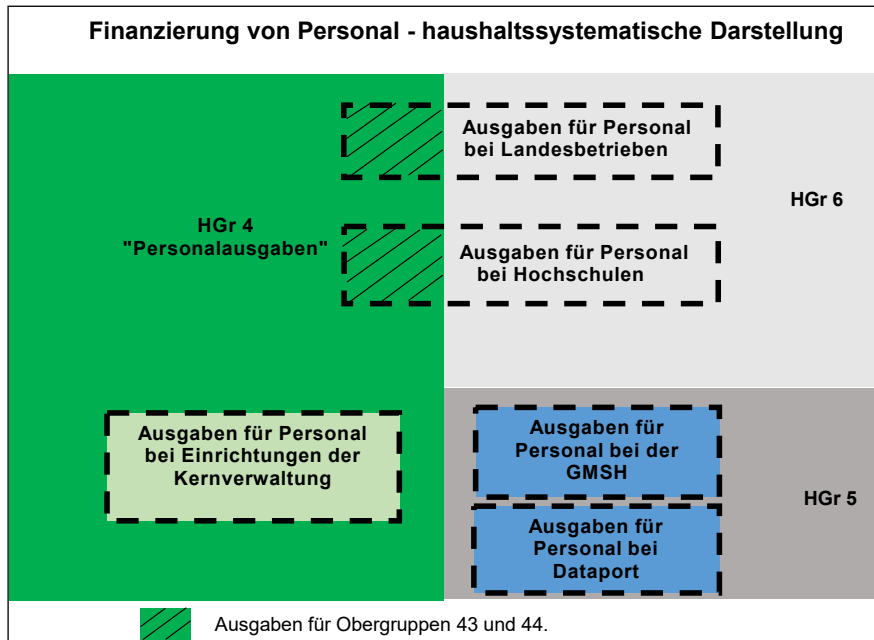 Finanzierung von Personal - haushaltssystematische Darstellung
Ausgaben für Personal
bei Landesbetrieben
HGr 6
HGr 4
"Personalausgaben"
Ausgaben für Personal
bei Hochschulen
Ausgaben für Personal
bei Einrichtungen der
Kernverwaltung
Ausgaben für
Personal bei der
GMSH
HGr 5
Ausgaben für
Personal bei
Dataport
Ausgaben für Obergruppen 43 und 44.